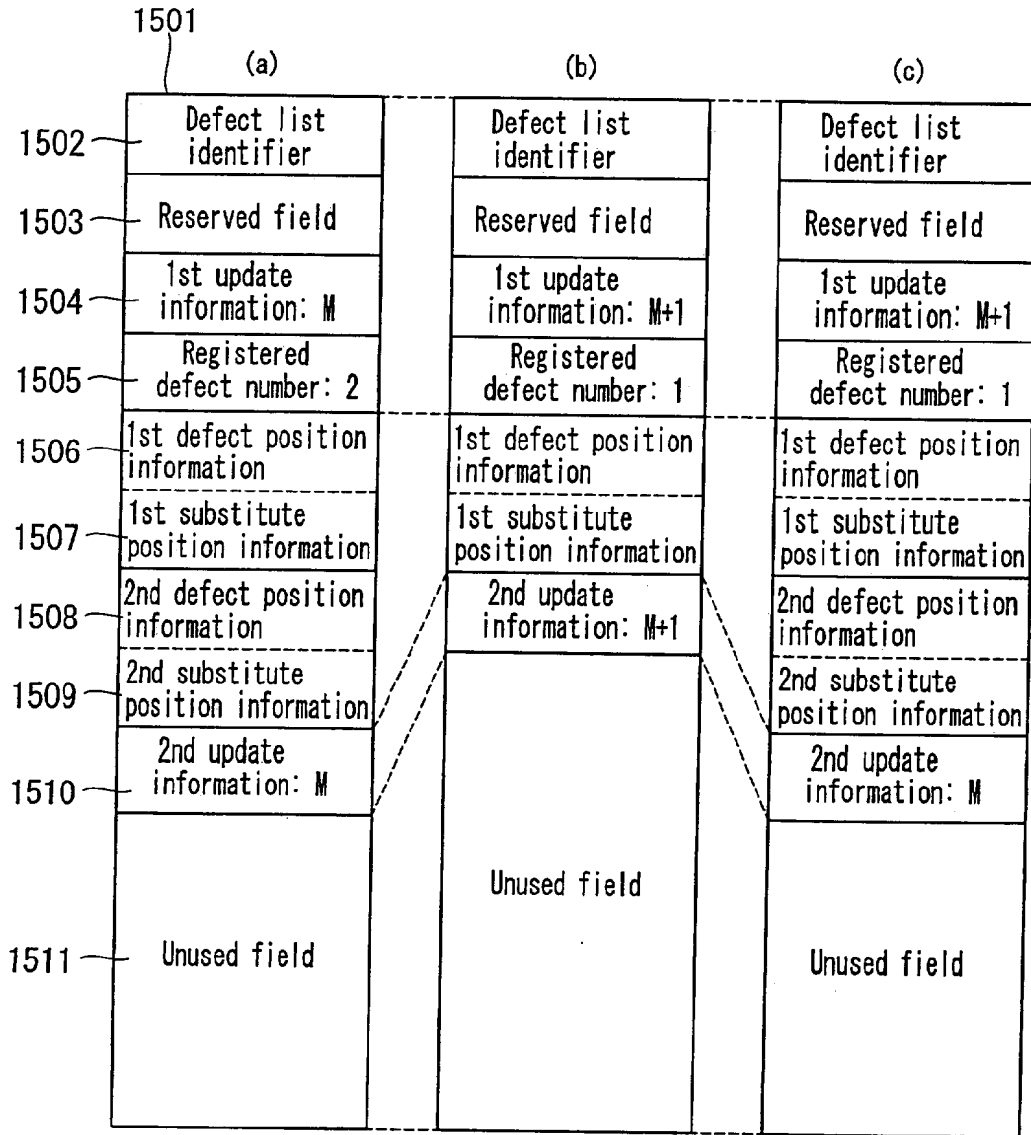 1501
(a)
(b)
(c)
1502
Defect list
identifier
Defect list
identifier
Defect list
identifier
1503
Reserved field
Reserved field
Reserved field
1504
1st update
information: M
1st update
information: M+1
1st update
information: M+1
1505
Registered
defect number: 2
Registered
defect number: 1
Registered
defect number: 1
1506
1st defect position
information
1st defect position
information
1st defect position
information
1507
1st substitute
position information
1st substitute
position information
1st substitute
position information
1508
2nd defect position
information
2nd update
information: M+1
2nd defect position
information
1509
2nd substitute
position information
2nd substitute
position information
1510
2nd update
information: M
2nd update
information: M
1511
Unused field
Unused field
Unused field